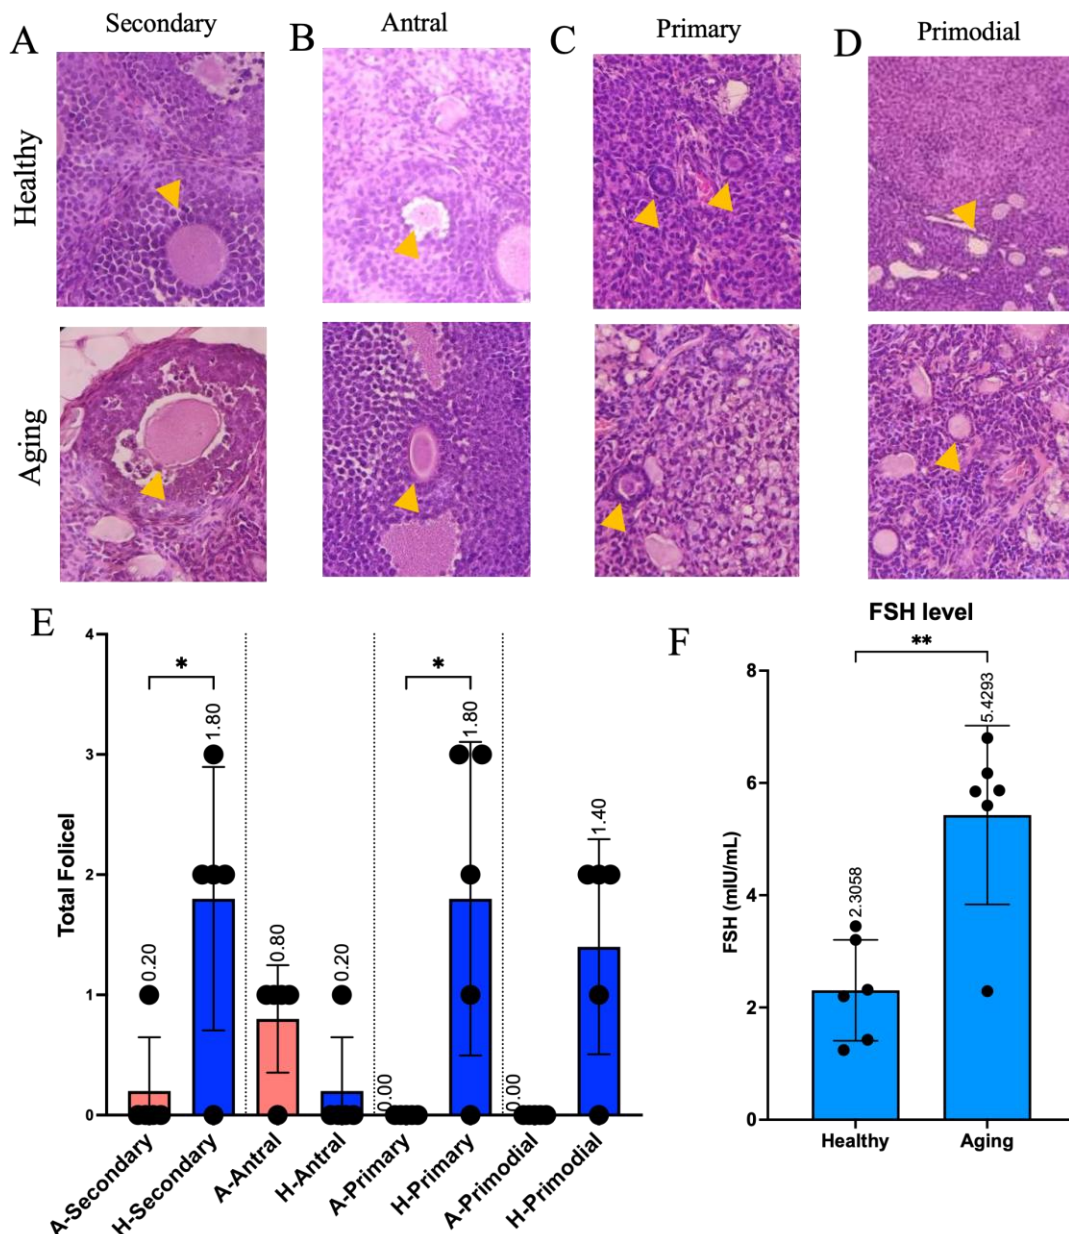 A
Secondary
B
Antral
C
Primary
D
Primodial
Healthy
Aging
E
Total Folicel
4
3
2
1
0
*
*
0.20
1.80
0.80
0.20
0.00
1.80
0.00
1.40
A-Secondary
H-Secondary
A-Antral
H-Antral
A-Primary
H-Primary
A-Primodial
H-Primodial
F
FSH level
**
FSH (mIU/mL)
8
6
4
2
0
2.3058
5.4293
Healthy
Aging